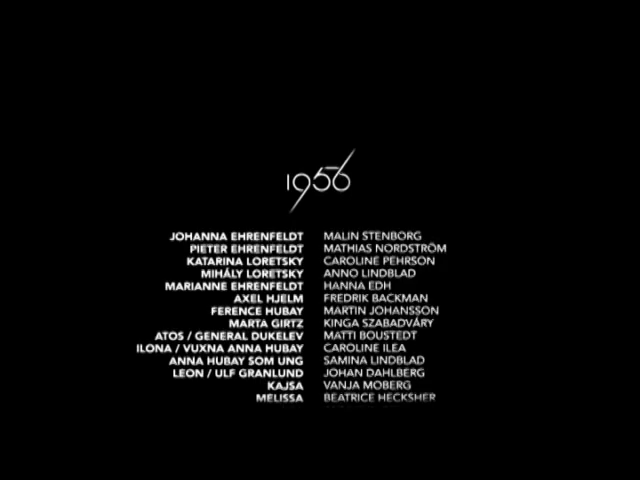 1956
JOHANNA EHRENFELDT MALIN STENBORG
PIETER EHRENFELDT MATHIAS NORDSTRÖM
KATARINA LORETSKY CAROLINE PEHRSON
MIHÁLY LORETSKY ANNO LINDBLAD
MARIANNE EHRENFELDT HANNA EDH
AXEL HJELM FREDRIK BACKMAN
FERENCE HUBAY MARTIN JOHANSSON
MARTA GIRTZ KINGA SZABADVÁRY
ATOS / GENERAL DUKELEV MATTI BOUSTEDT
ILONA / VUXNA ANNA HUBAY CAROLINE ILEA
ANNA HUBAY SOM UNG SAMINA LINDBLAD
LEON / ULF GRANLUND JOHAN DAHLBERG
KAJSA VANJA MOBERG
MELISSA BEATRICE HECKSHER